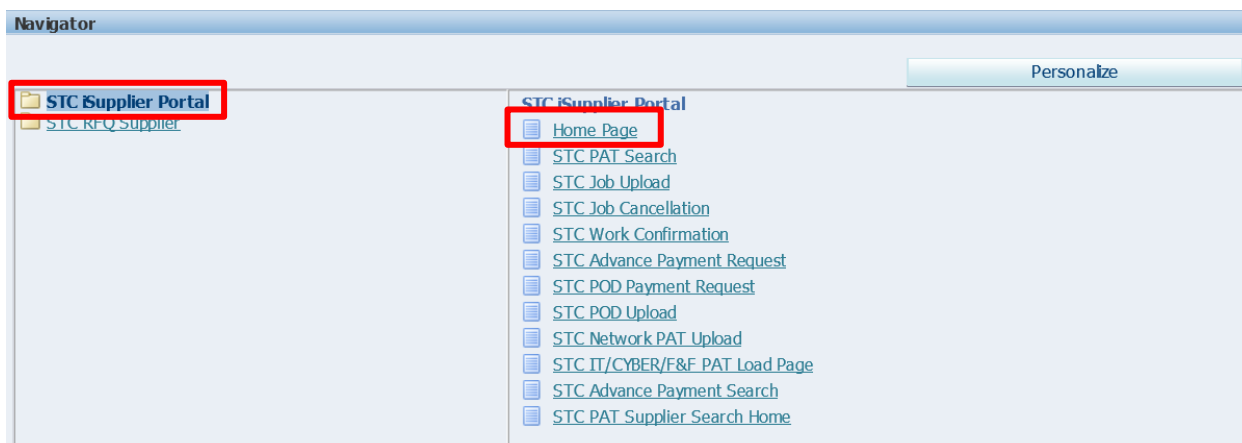 Navigator
Personalize
STC iSupplier Portal
STC RFQ Supplier
STC iSupplier Portal
Home Page
STC PAT Search
STC Job Upload
STC Job Cancellation
STC Work Confirmation
STC Advance Payment Request
STC POD Payment Request
STC POD Upload
STC Network PAT Upload
STC IT/CYBER/F&F PAT Load Page
STC Advance Payment Search
STC PAT Supplier Search Home